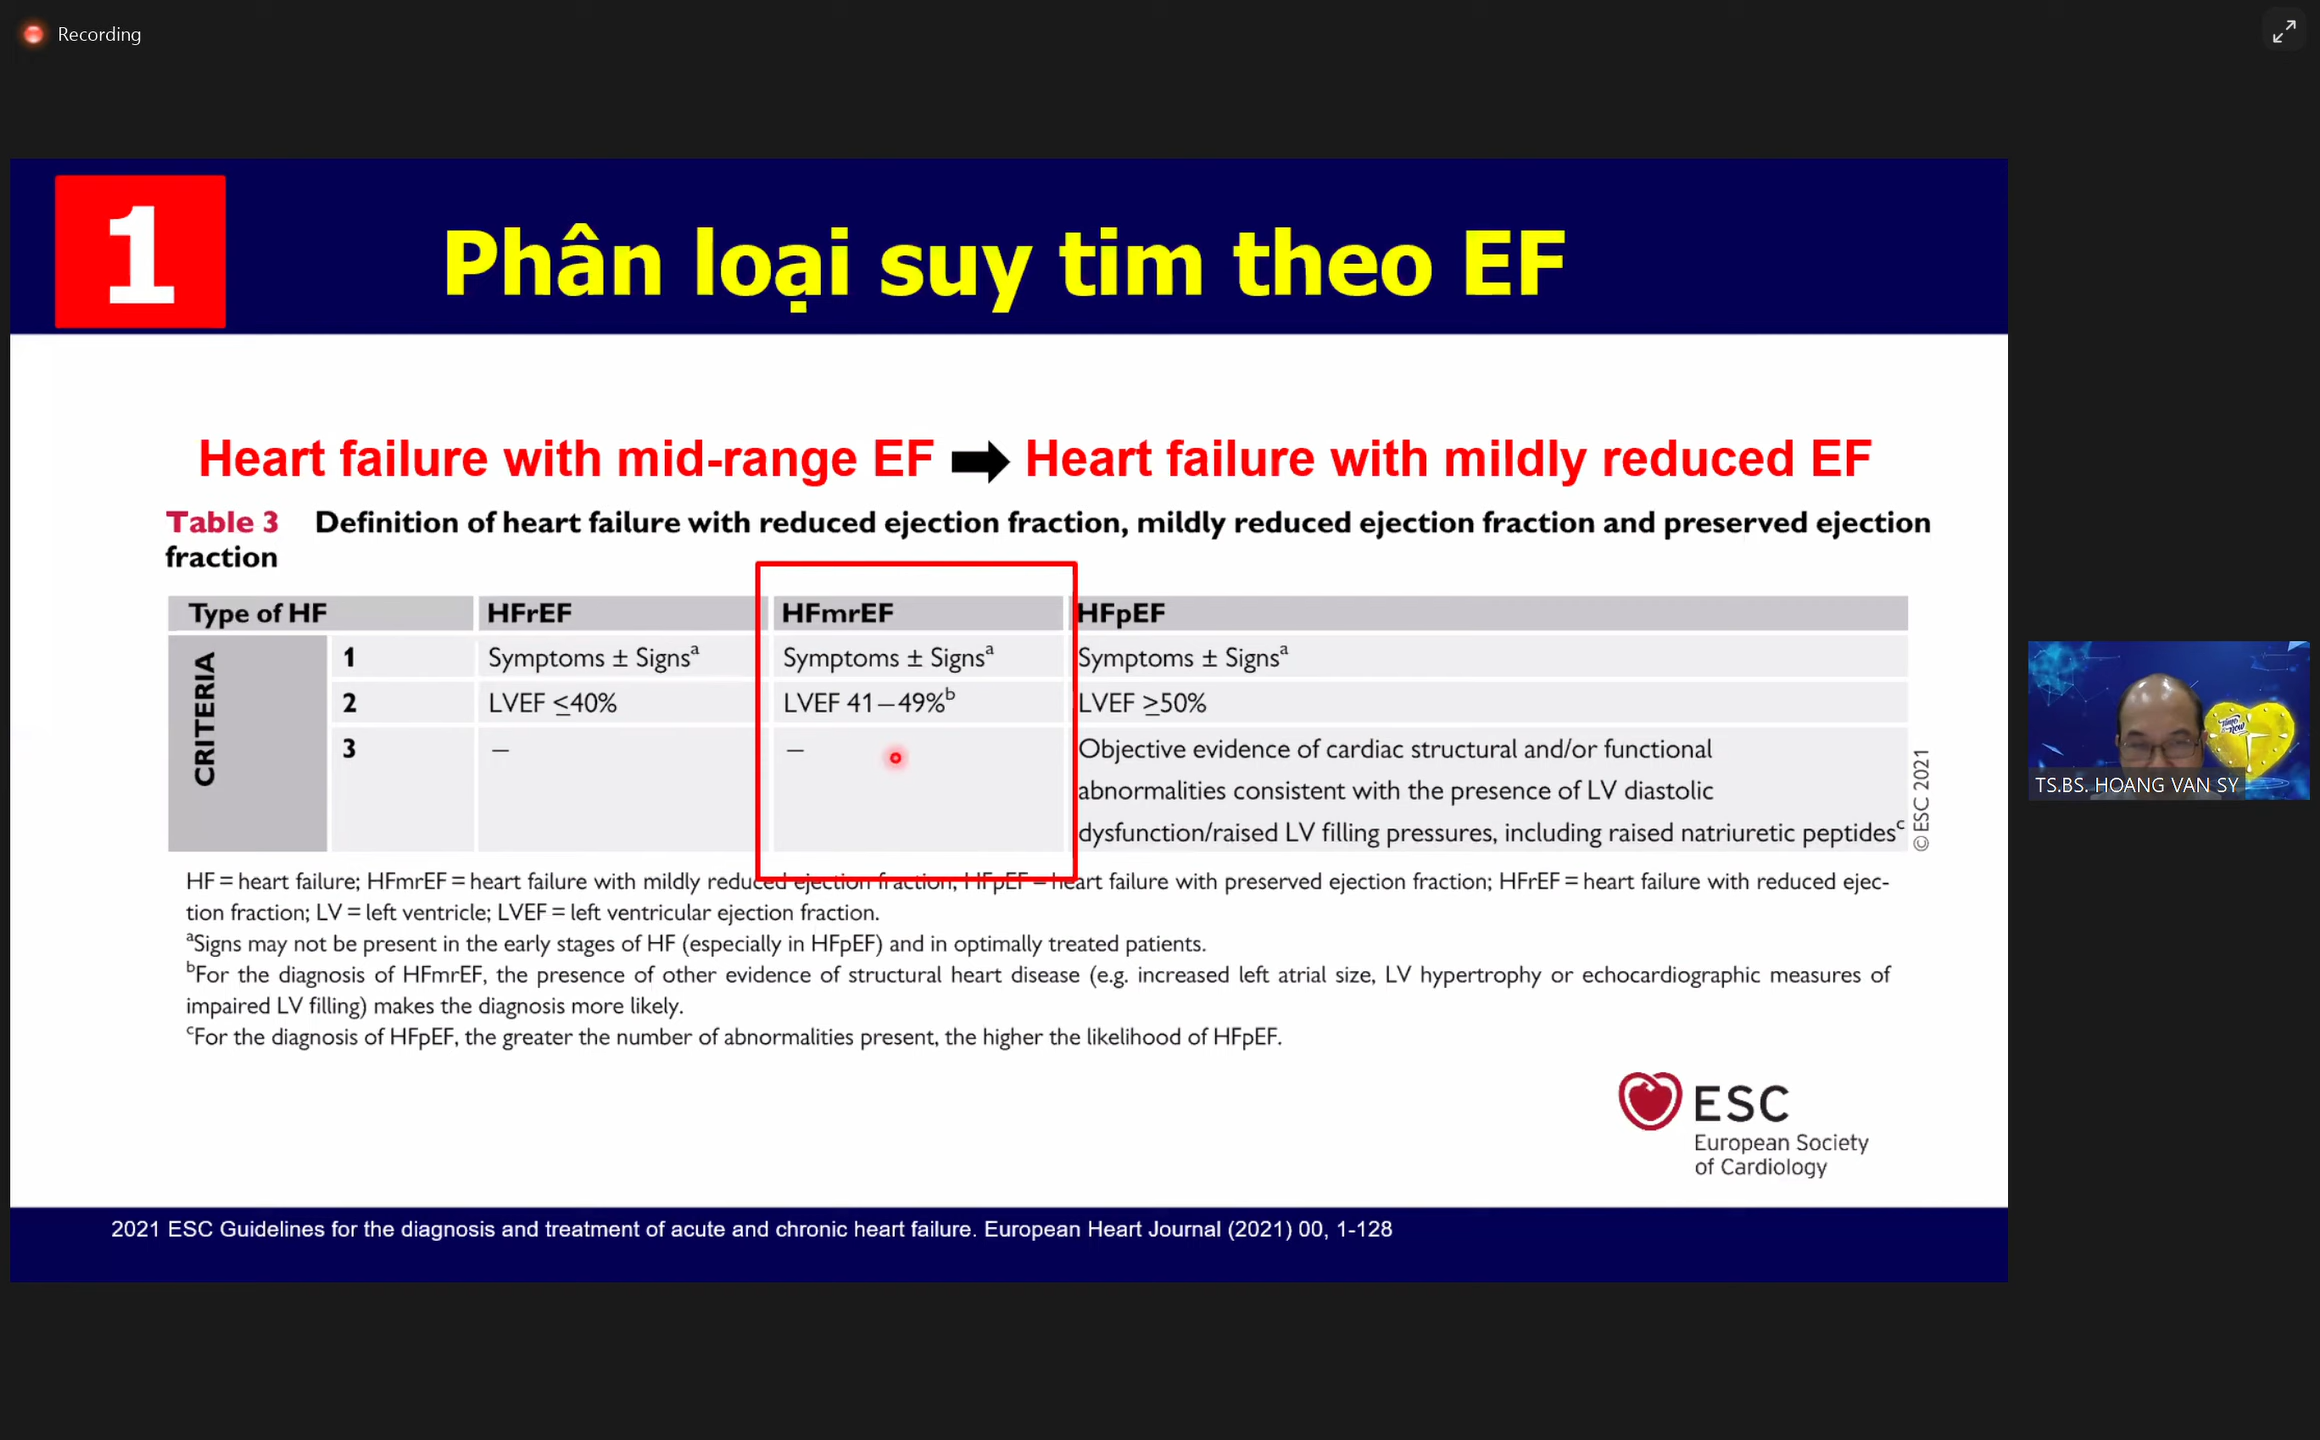 Recording
1
Phân loại suy tim theo EF
Heart failure with mid-range EF ➡ Heart failure with mildly reduced EF
Table 3 Definition of heart failure with reduced ejection fraction, mildly reduced ejection fraction and preserved ejection
fraction
Type of HF HFrEF HFmrEF HFpEF
CRITERIA
1 Symptoms ± Signsᵃ Symptoms ± Signsᵃ Symptoms ± Signsᵃ
2 LVEF ≤40% LVEF 41–49%ᵇ LVEF ≥50%
3 – – Objective evidence of cardiac structural and/or functional
abnormalities consistent with the presence of LV diastolic
dysfunction/raised LV filling pressures, including raised natriuretic peptidesᶜ
©ESC 2021
HF = heart failure; HFmrEF = heart failure with mildly reduced ejection fraction; HFpEF = heart failure with preserved ejection fraction; HFrEF = heart failure with reduced ejec-
tion fraction; LV = left ventricle; LVEF = left ventricular ejection fraction.
ᵃSigns may not be present in the early stages of HF (especially in HFpEF) and in optimally treated patients.
ᵇFor the diagnosis of HFmrEF, the presence of other evidence of structural heart disease (e.g. increased left atrial size, LV hypertrophy or echocardiographic measures of
impaired LV filling) makes the diagnosis more likely.
ᶜFor the diagnosis of HFpEF, the greater the number of abnormalities present, the higher the likelihood of HFpEF.
ESC
European Society
of Cardiology
2021 ESC Guidelines for the diagnosis and treatment of acute and chronic heart failure. European Heart Journal (2021) 00, 1-128
TS.BS. HOANG VAN SY